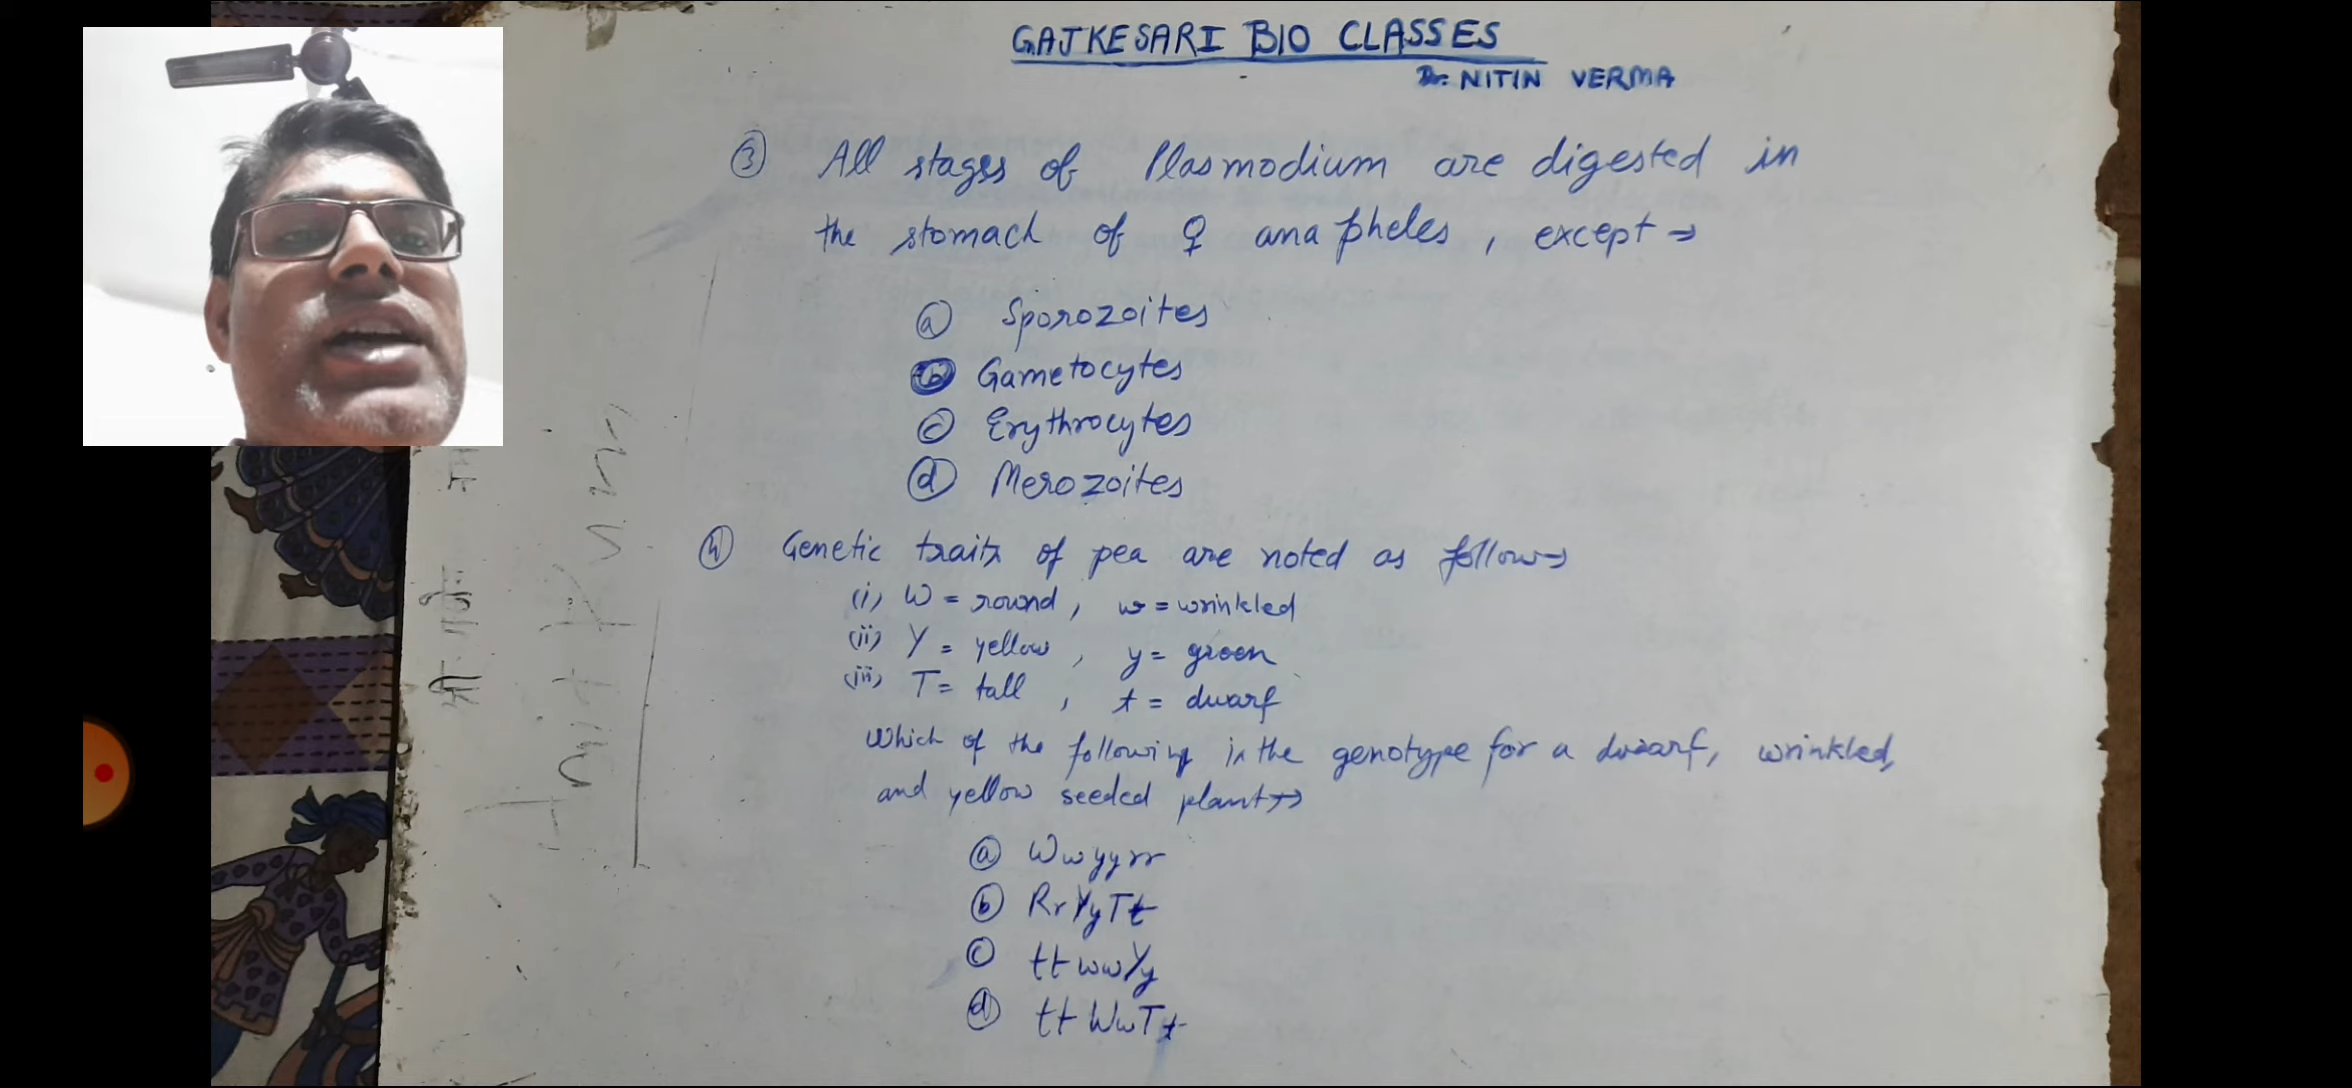 GAJKESARI BIO CLASSES
Dr. NITIN VERMA
③ All stages of Plasmodium are digested in
the stomach of ♀ anapheles, except →
ⓐ Sporozoites
ⓑ Gametocytes
ⓒ Erythrocytes
ⓓ Merozoites
④ Genetic traits of pea are noted as follow→
(i) W = round, w = wrinkled
(ii) Y = yellow, y = green
(iii) T = tall, t = dwarf
Which of the following is the genotype for a dwarf, wrinkled,
and yellow seeded plant→
ⓐ Wwyyrr
ⓑ RrYyTt
ⓒ ttwwYy
ⓓ ttWwTt